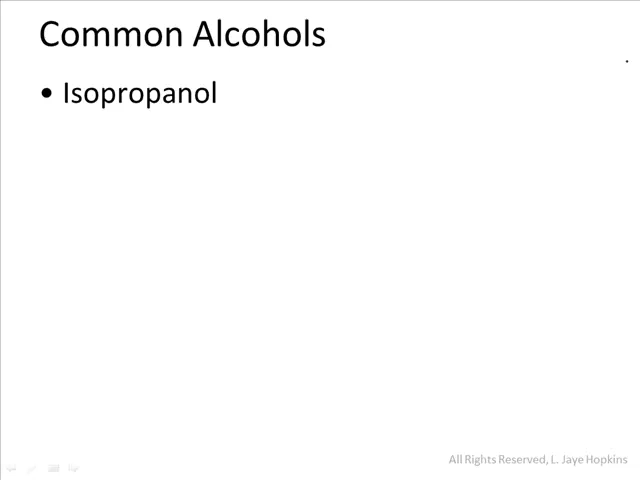 Common Alcohols
• Isopropanol
All Rights Reserved, L. Jaye Hopkins